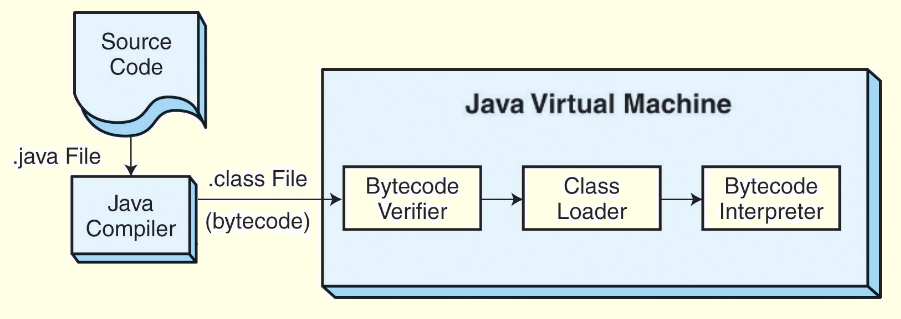 Source
Code
.java File
Java
Compiler
.class File
(bytecode)
Java Virtual Machine
Bytecode
Verifier
Class
Loader
Bytecode
Interpreter